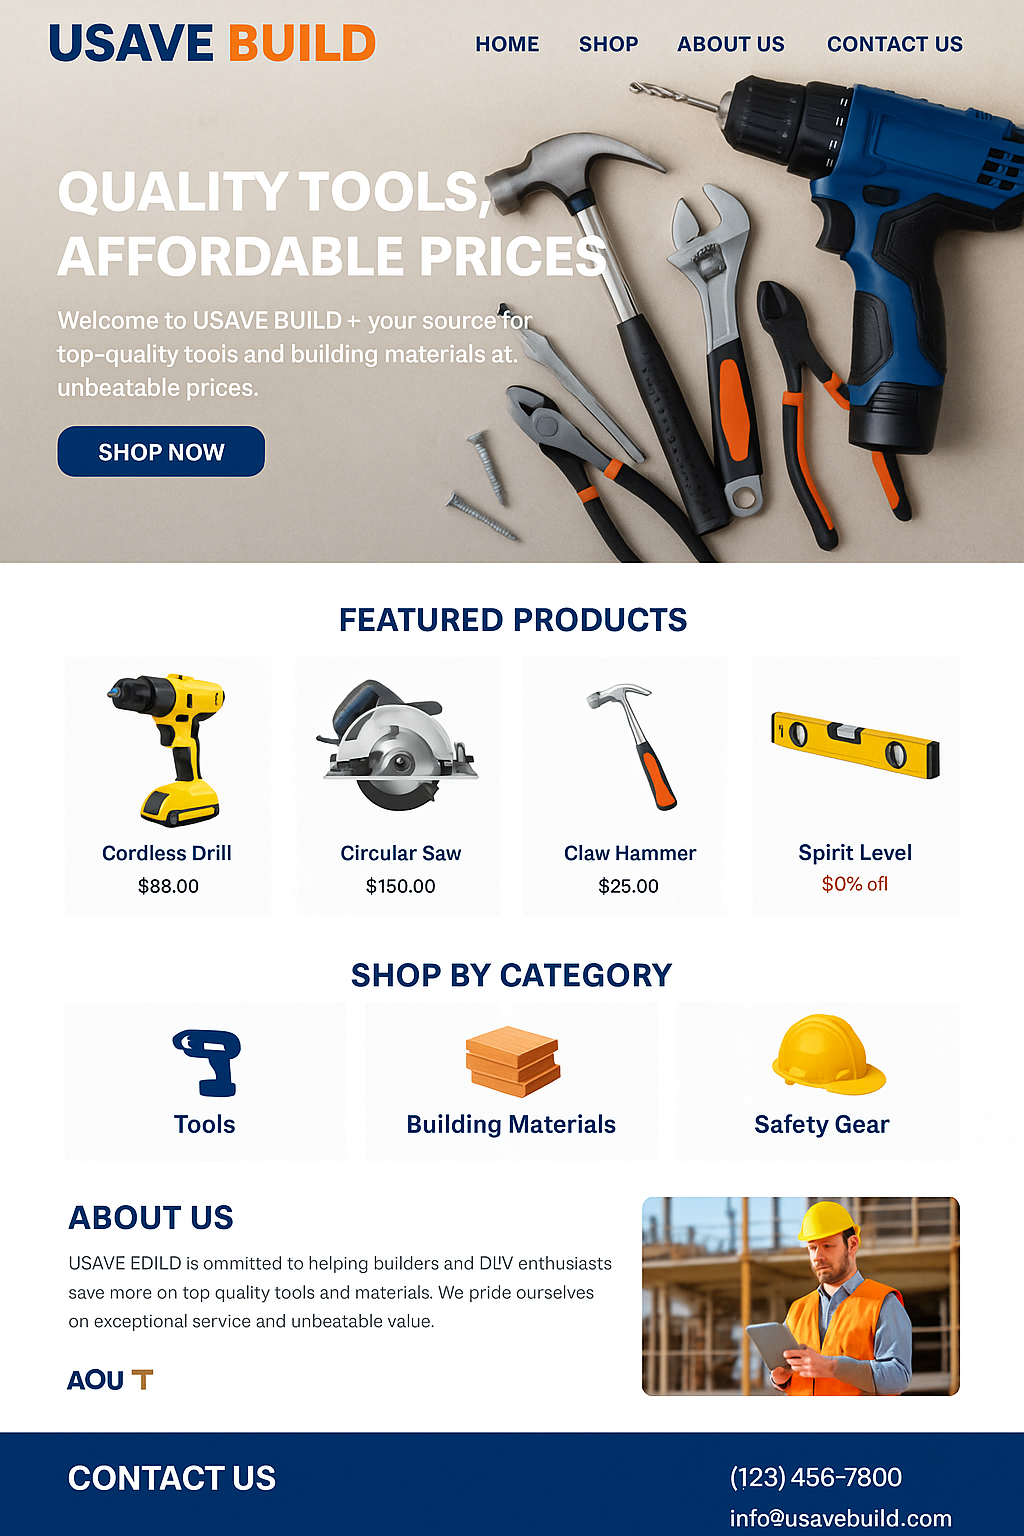 USAVE BUILD
HOME SHOP ABOUT US CONTACT US
QUALITY TOOLS,
AFFORDABLE PRICES
Welcome to USAVE BUILD + your source for
top-quality tools and building materials at.
unbeatable prices.
SHOP NOW
FEATURED PRODUCTS
Cordless Drill
$88.00
Circular Saw
$150.00
Claw Hammer
$25.00
Spirit Level
$0% ofl
SHOP BY CATEGORY
Tools
Building Materials
Safety Gear
ABOUT US
USAVE EDILD is ommitted to helping builders and enthusiasts
save more on top quality tools and materials. We pride ourselves
on exceptional service and unbeatable value.
AOU T
CONTACT US
(123) 456-7800
info@usavebuild.com